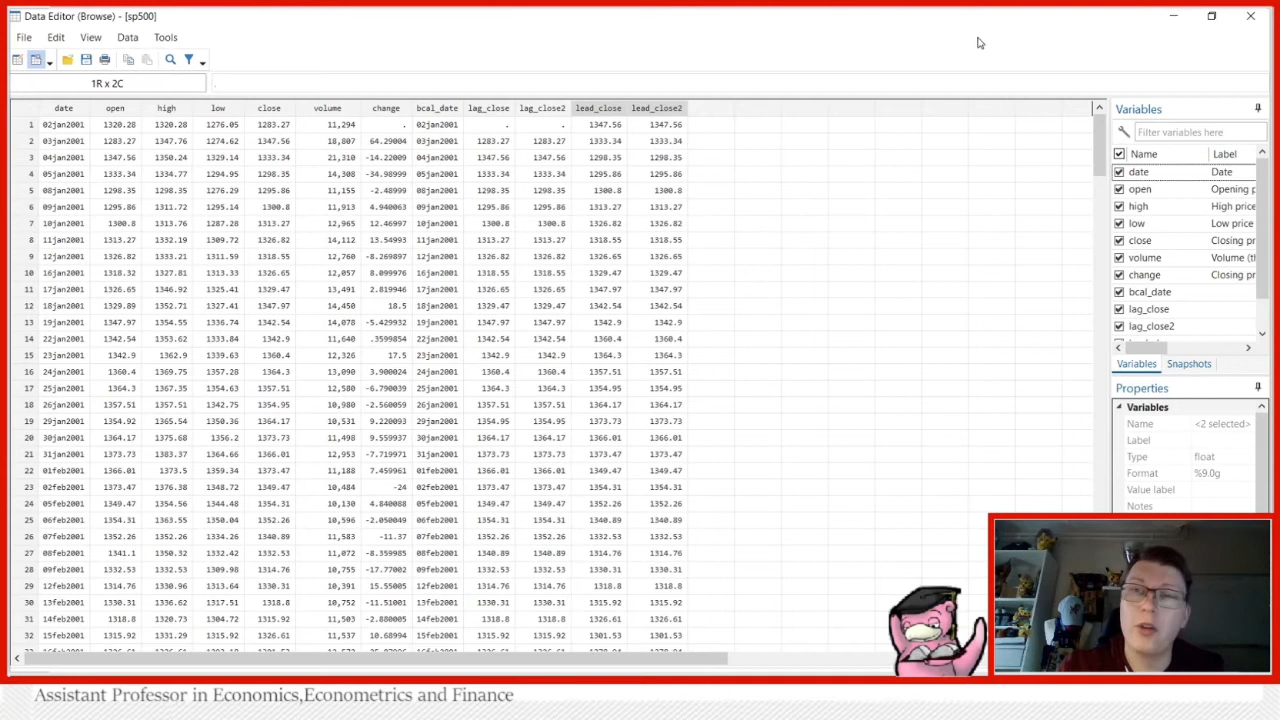 Data Editor (Browse) - [sp500]
File Edit View Data Tools
1R x 2C .
date open high low close volume change bcal_date lag_close lag_close2 lead_close lead_close2
1 02jan2001 1320.28 1320.28 1276.05 1283.27 11,294 . 02jan2001 . . 1347.56 1347.56
2 03jan2001 1283.27 1347.76 1274.62 1347.56 18,807 64.29004 03jan2001 1283.27 1283.27 1333.34 1333.34
3 04jan2001 1347.56 1350.24 1329.14 1333.34 21,310 -14.22009 04jan2001 1347.56 1347.56 1298.35 1298.35
4 05jan2001 1333.34 1334.77 1294.95 1298.35 14,308 -34.98999 05jan2001 1333.34 1333.34 1295.86 1295.86
5 08jan2001 1298.35 1298.35 1276.29 1295.86 11,155 -2.48999 08jan2001 1298.35 1298.35 1300.8 1300.8
6 09jan2001 1295.86 1311.72 1295.14 1300.8 11,913 4.940063 09jan2001 1295.86 1295.86 1313.27 1313.27
7 10jan2001 1300.8 1313.76 1287.28 1313.27 12,965 12.46997 10jan2001 1300.8 1300.8 1326.82 1326.82
8 11jan2001 1313.27 1332.19 1309.72 1326.82 14,112 13.54993 11jan2001 1313.27 1313.27 1318.55 1318.55
9 12jan2001 1326.82 1333.21 1311.59 1318.55 12,760 -8.269897 12jan2001 1326.82 1326.82 1326.65 1326.65
10 16jan2001 1318.32 1327.81 1313.33 1326.65 12,057 8.099976 16jan2001 1318.55 1318.55 1329.47 1329.47
11 17jan2001 1326.65 1346.92 1325.41 1329.47 13,491 2.819946 17jan2001 1326.65 1326.65 1347.97 1347.97
12 18jan2001 1329.89 1352.71 1327.41 1347.97 14,450 18.5 18jan2001 1329.47 1329.47 1342.54 1342.54
13 19jan2001 1347.97 1354.55 1336.74 1342.54 14,078 -5.429932 19jan2001 1347.97 1347.97 1342.9 1342.9
14 22jan2001 1342.54 1353.62 1333.84 1342.9 11,640 .3599854 22jan2001 1342.54 1342.54 1360.4 1360.4
15 23jan2001 1342.9 1362.9 1339.63 1360.4 12,326 17.5 23jan2001 1342.9 1342.9 1364.3 1364.3
16 24jan2001 1360.4 1369.75 1357.28 1364.3 13,090 3.900024 24jan2001 1360.4 1360.4 1357.51 1357.51
17 25jan2001 1364.3 1367.35 1354.63 1357.51 12,580 -6.790039 25jan2001 1364.3 1364.3 1354.95 1354.95
18 26jan2001 1357.51 1357.51 1342.75 1354.95 10,980 -2.560059 26jan2001 1357.51 1357.51 1364.17 1364.17
19 29jan2001 1354.92 1365.54 1350.36 1364.17 10,531 9.220093 29jan2001 1354.95 1354.95 1373.73 1373.73
20 30jan2001 1364.17 1375.68 1356.2 1373.73 11,498 9.559937 30jan2001 1364.17 1364.17 1366.01 1366.01
21 31jan2001 1373.73 1383.37 1364.66 1366.01 12,953 -7.719971 31jan2001 1373.73 1373.73 1373.47 1373.47
22 01feb2001 1366.01 1373.5 1359.34 1373.47 11,188 7.459961 01feb2001 1366.01 1366.01 1349.47 1349.47
23 02feb2001 1373.47 1376.38 1348.72 1349.47 10,484 -24 02feb2001 1373.47 1373.47 1354.31 1354.31
24 05feb2001 1349.47 1354.56 1344.48 1354.31 10,130 4.840088 05feb2001 1349.47 1349.47 1352.26 1352.26
25 06feb2001 1354.31 1363.55 1350.04 1352.26 10,596 -2.050049 06feb2001 1354.31 1354.31 1340.89 1340.89
26 07feb2001 1352.26 1352.26 1334.26 1340.89 11,583 -11.37 07feb2001 1352.26 1352.26 1332.53 1332.53
27 08feb2001 1341.1 1350.32 1332.42 1332.53 11,072 -8.359985 08feb2001 1340.89 1340.89 1314.76 1314.76
28 09feb2001 1332.53 1332.53 1309.98 1314.76 10,755 -17.77002 09feb2001 1332.53 1332.53 1330.31 1330.31
29 12feb2001 1314.76 1330.96 1313.64 1330.31 10,391 15.55005 12feb2001 1314.76 1314.76 1318.8 1318.8
30 13feb2001 1330.31 1336.62 1317.51 1318.8 10,752 -11.51001 13feb2001 1330.31 1330.31 1315.92 1315.92
31 14feb2001 1318.8 1320.73 1304.72 1315.92 11,503 -2.880005 14feb2001 1318.8 1318.8 1326.61 1326.61
32 15feb2001 1315.92 1331.29 1315.92 1326.61 11,537 10.68994 15feb2001 1315.92 1315.92 1301.53 1301.53
Variables
Filter variables here
Name Label
date Date
open Opening p
high High price
low Low price
close Closing pr
volume Volume (th
change Closing pr
bcal_date
lag_close
lag_close2
Variables Snapshots
Properties
Variables
Name <2 selected>
Label
Type float
Format %9.0g
Value label
Notes
Assistant Professor in Economics,Econometrics and Finance